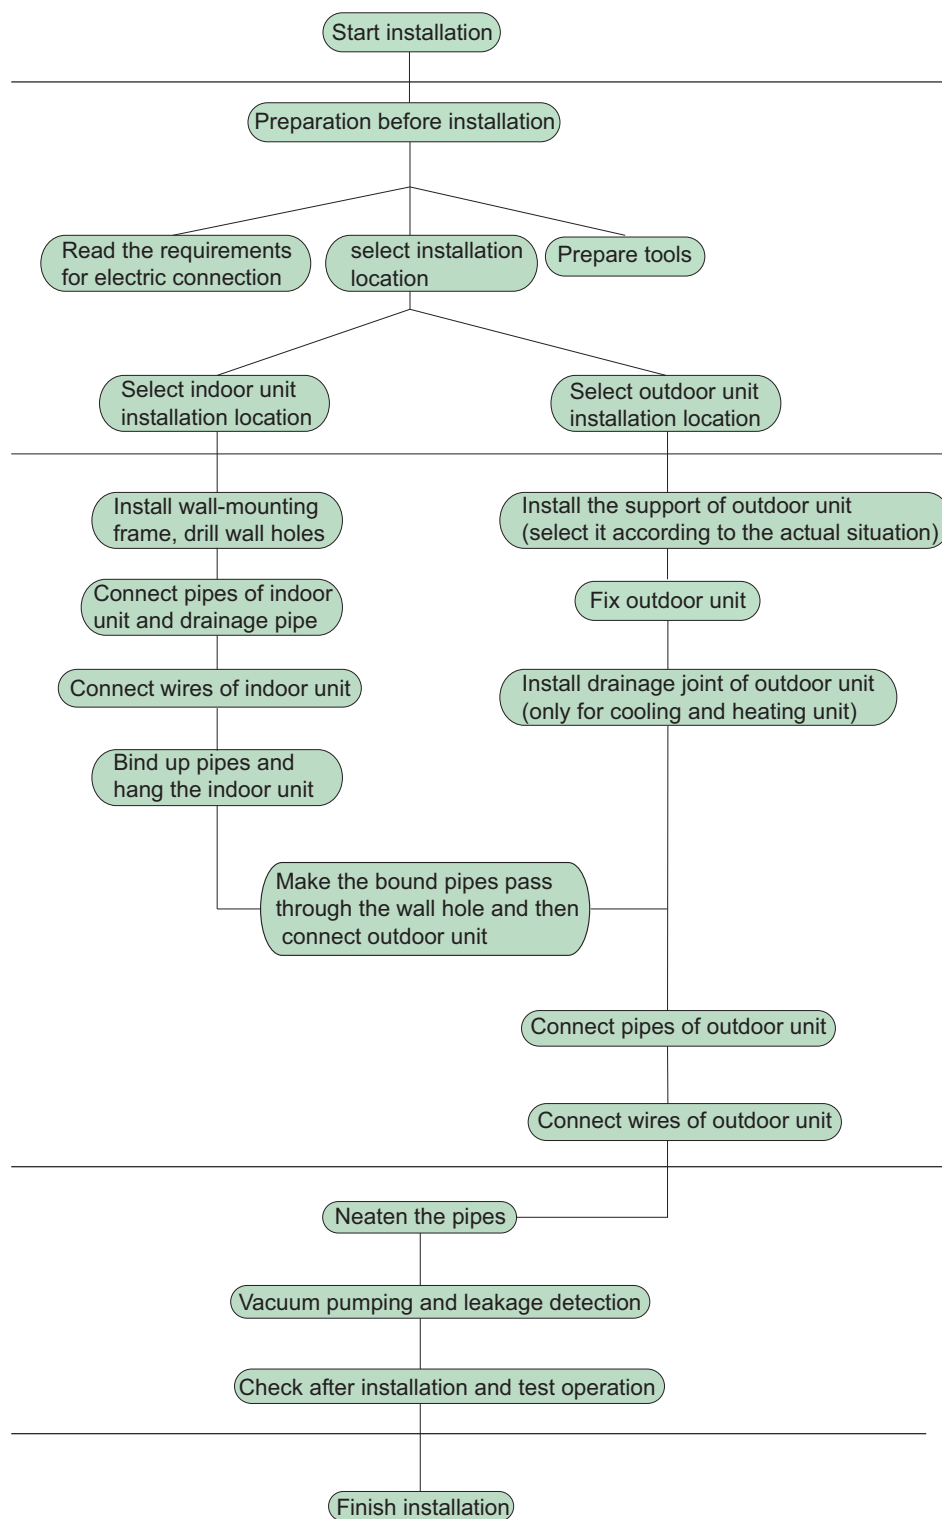 Start installation
Preparation before installation
Read the requirements
for electric connection
select installation
location
Prepare tools
Select indoor unit
installation location
Select outdoor unit
installation location
Install wall-mounting
frame, drill wall holes
Install the support of outdoor unit
(select it according to the actual situation)
Connect pipes of indoor
unit and drainage pipe
Fix outdoor unit
Connect wires of indoor unit
Install drainage joint of outdoor unit
(only for cooling and heating unit)
Bind up pipes and
hang the indoor unit
Make the bound pipes pass
through the wall hole and then
connect outdoor unit
Connect pipes of outdoor unit
Connect wires of outdoor unit
Neaten the pipes
Vacuum pumping and leakage detection
Check after installation and test operation
Finish installation